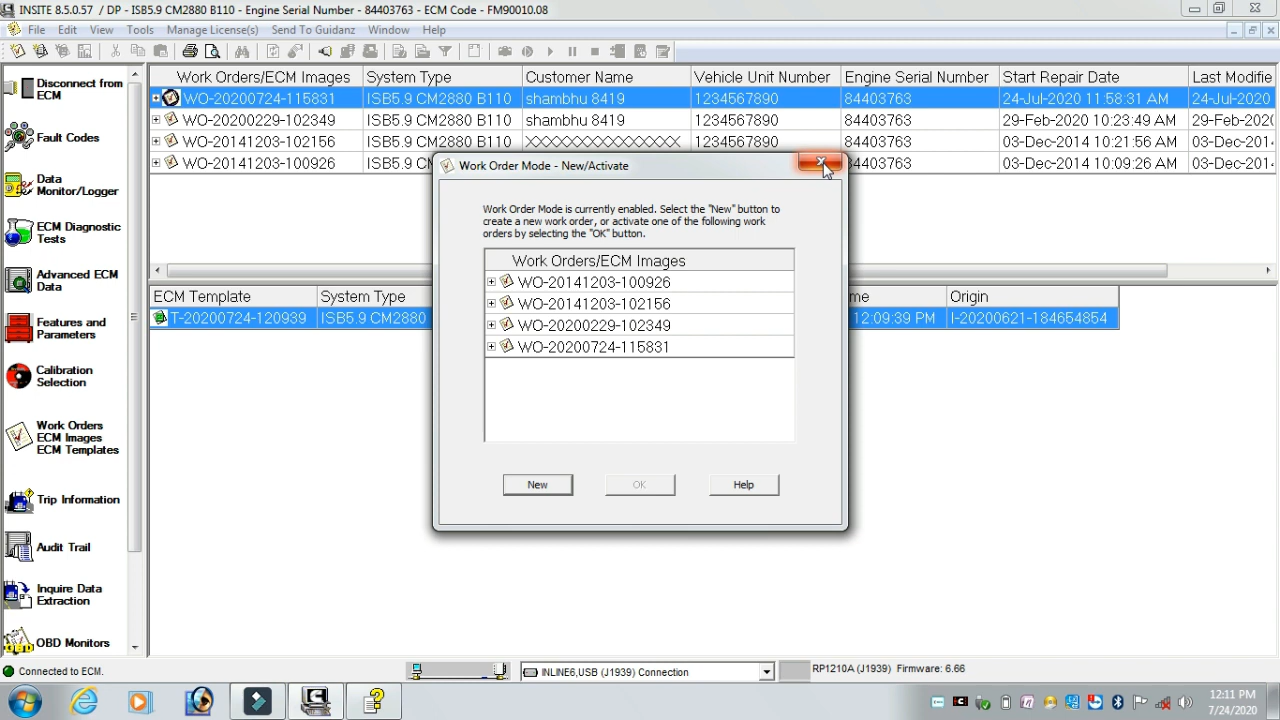 INSITE 8.5.0.57 / DP - ISB5.9 CM2880 B110 - Engine Serial Number - 84403763 - ECM Code - FM90010.08
File Edit View Tools Manage License(s) Send To Guidanz Window Help
Disconnect from
ECM
Fault Codes
Data
Monitor/Logger
ECM Diagnostic
Tests
Advanced ECM
Data
Features and
Parameters
Calibration
Selection
Work Orders
ECM Images
ECM Templates
Trip Information
Audit Trail
Inquire Data
Extraction
OBD Monitors
Work Orders/ECM Images System Type Customer Name Vehicle Unit Number Engine Serial Number Start Repair Date Last Modifie
WO-20200724-115831 ISB5.9 CM2880 B110 shambhu 8419 1234567890 84403763 24-Jul-2020 11:58:31 AM 24-Jul-2020
WO-20200229-102349 ISB5.9 CM2880 B110 shambhu 8419 1234567890 84403763 29-Feb-2020 10:23:49 AM 29-Feb-202
WO-20141203-102156 ISB5.9 CM2880 B110 XXXXXXXXXXXXX 1234567890 84403763 03-Dec-2014 10:21:56 AM 03-Dec-201
WO-20141203-100926 84403763 03-Dec-2014 10:09:26 AM 03-Dec-201
Work Order Mode - New/Activate
Work Order Mode is currently enabled. Select the "New" button to
create a new work order, or activate one of the following work
orders by selecting the "OK" button.
Work Orders/ECM Images
WO-20141203-100926
WO-20141203-102156
WO-20200229-102349
WO-20200724-115831
New OK Help
ECM Template System Type me Origin
T-20200724-120939 ISB5.9 CM2880 12:09:39 PM I-20200621-184654854
Connected to ECM. INLINE6,USB (J1939) Connection RP1210A (J1939) Firmware: 6.66
12:11 PM
7/24/2020